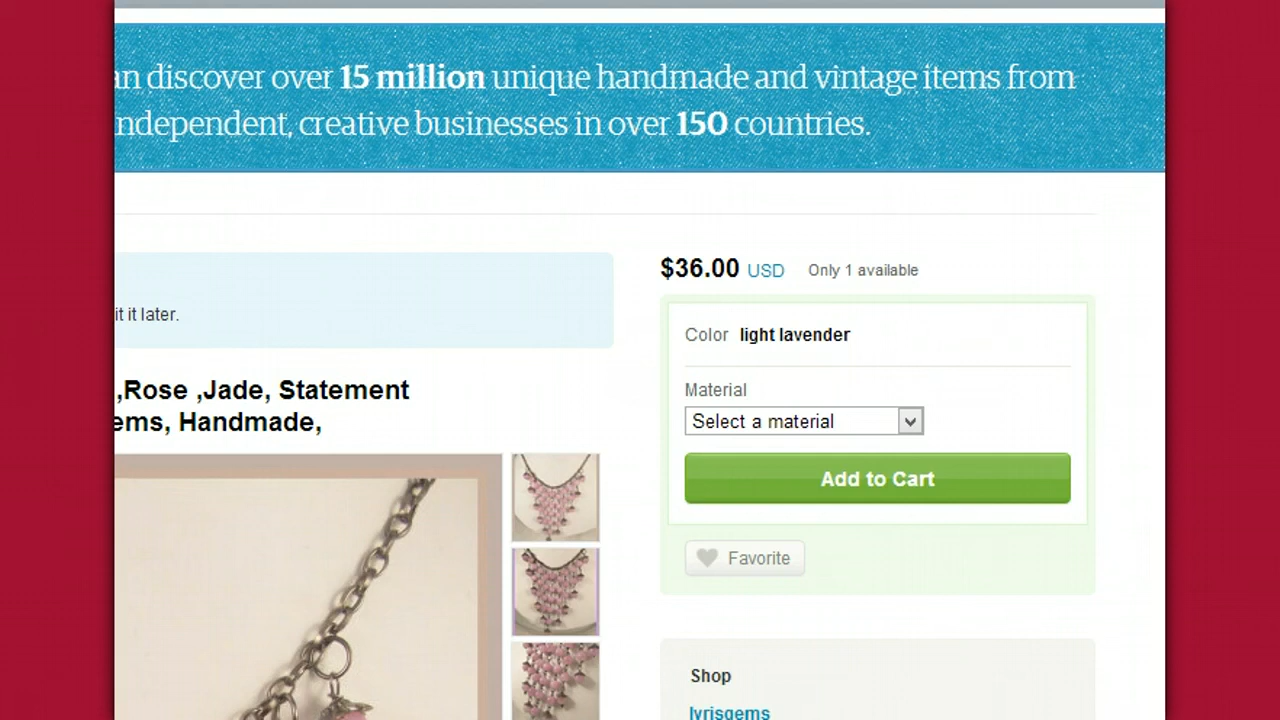 an discover over 15 million unique handmade and vintage items from
ndependent, creative businesses in over 150 countries.
$36.00 USD Only 1 available
it it later.
Color light lavender
,Rose ,Jade, Statement
ems, Handmade,
Material
Select a material
Add to Cart
Favorite
Shop
lyrisgems